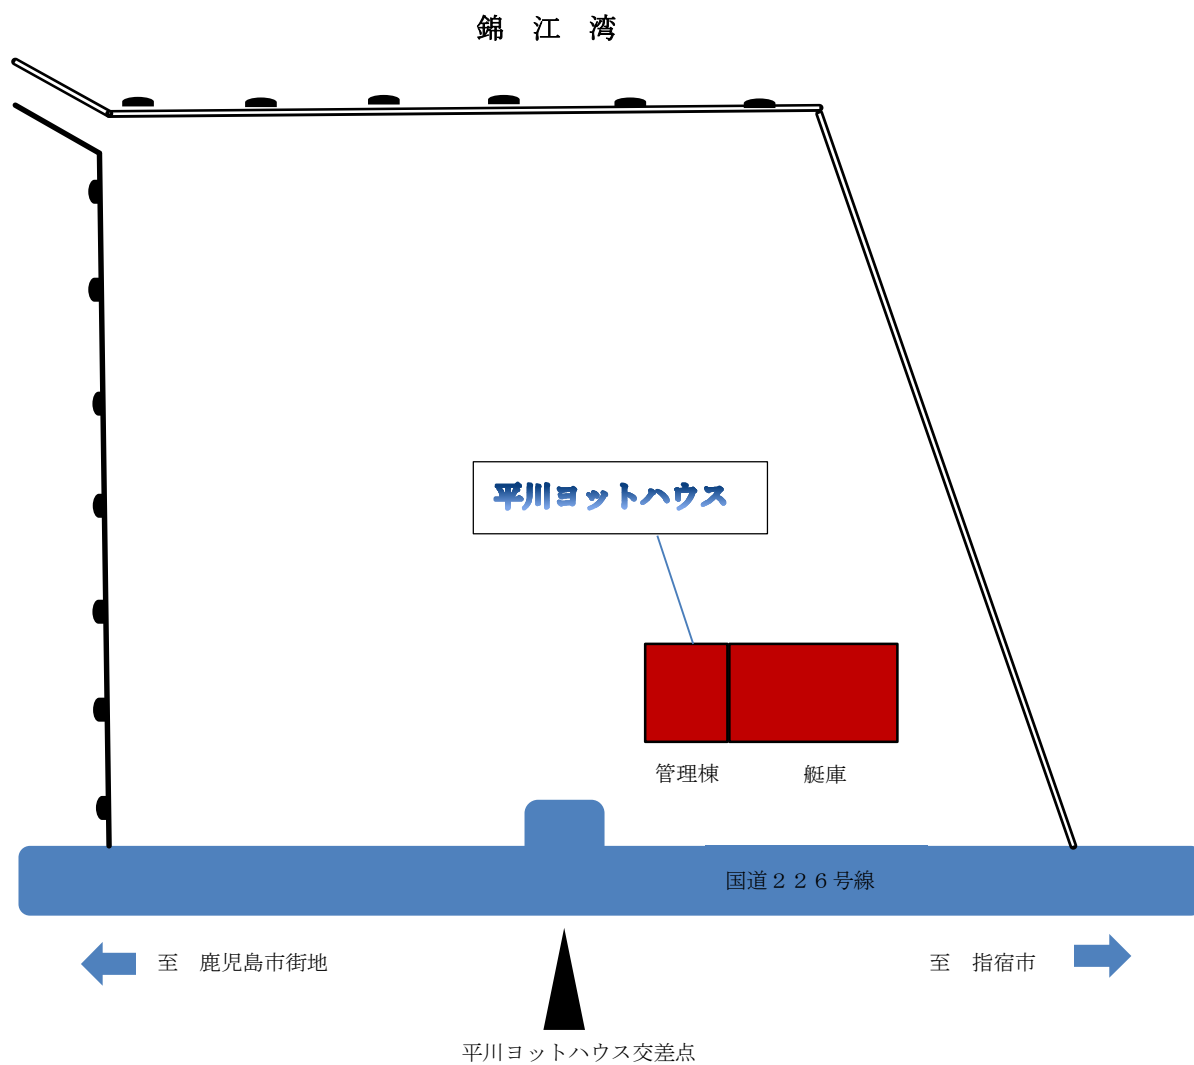 錦　江　湾
平川ヨットハウス
管理棟　艇庫
国道２２６号線
至　鹿児島市街地
至　指宿市
平川ヨットハウス交差点